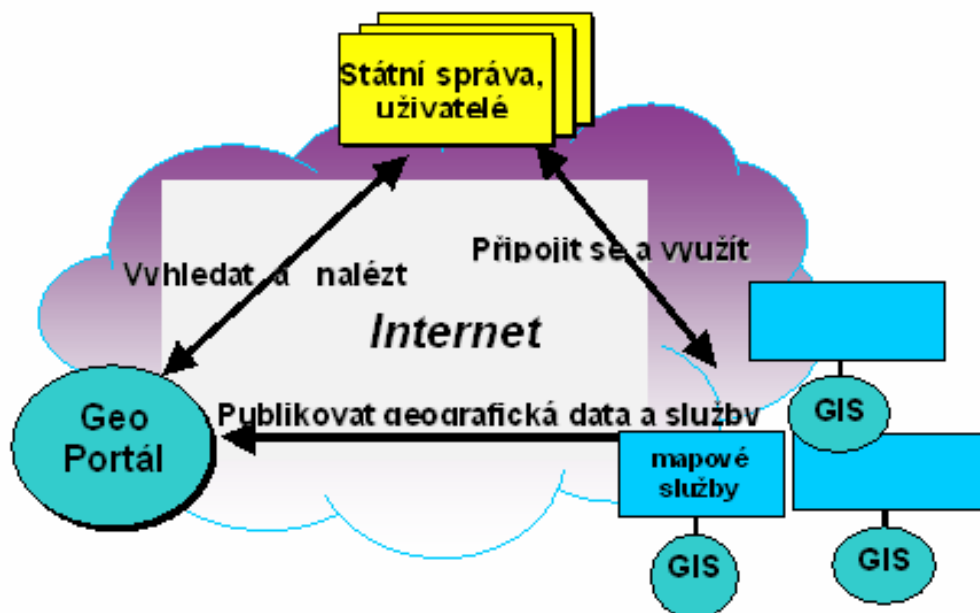 Státní správa,
uživatelé
Připojit se a využít
Vyhledat a nalézt
Internet
Geo
Portál
Publikovat geografická data a služby
GIS
mapové
služby
GIS
GIS